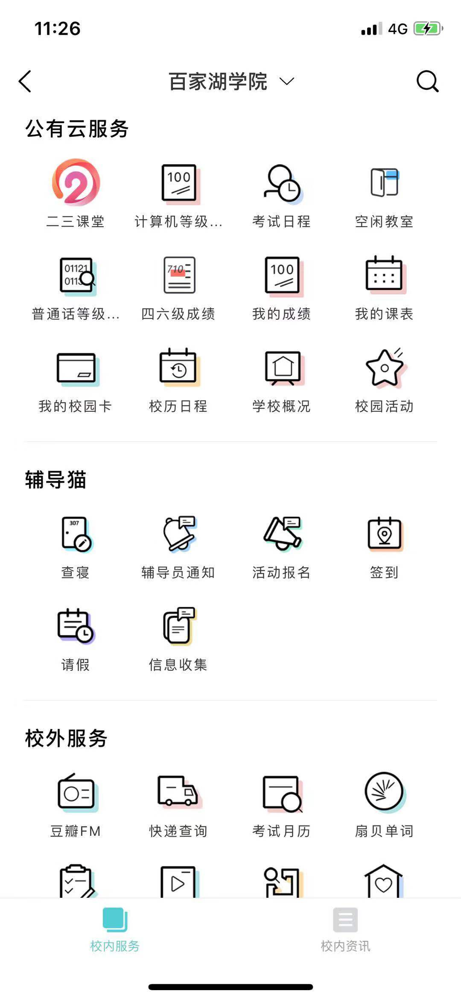 11:26
4G
百家湖学院
公有云服务
2
100
二三课堂
计算机等级...
考试日程
空闲教室
01121
011
710
100
普通话等级...
四六级成绩
我的成绩
我的课表
我的校园卡
校历日程
学校概况
校园活动
辅导猫
307
查寝
辅导员通知
活动报名
签到
请假
信息收集
校外服务
豆瓣FM
快递查询
考试月历
扇贝单词
校内服务
校内资讯